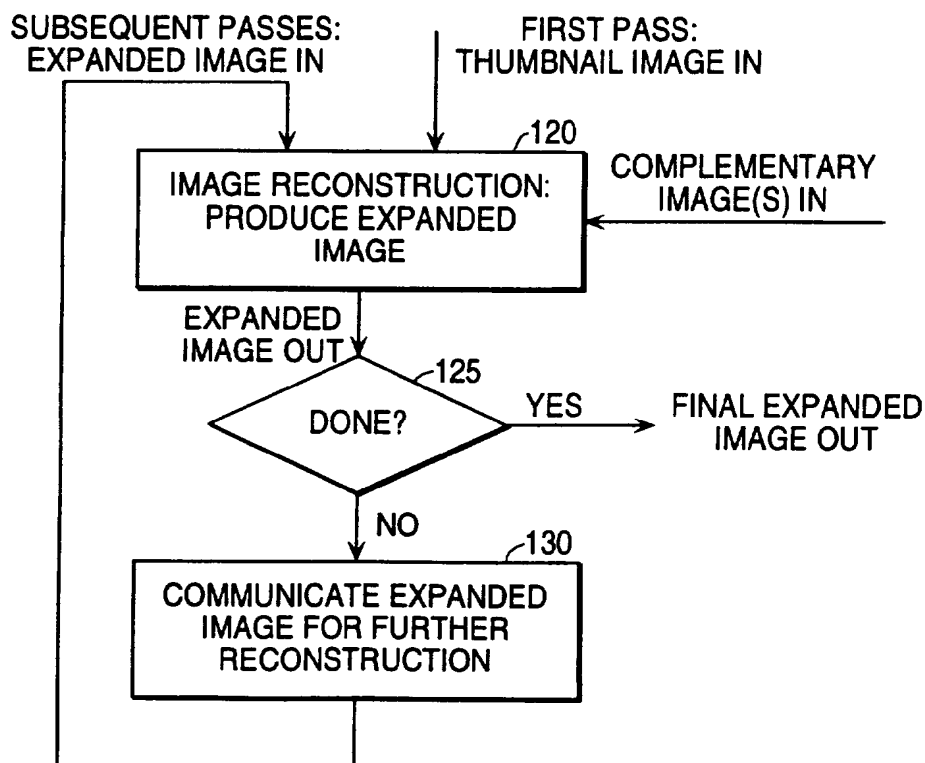 SUBSEQUENT PASSES:
EXPANDED IMAGE IN
FIRST PASS:
THUMBNAIL IMAGE IN
120
IMAGE RECONSTRUCTION:
PRODUCE EXPANDED
IMAGE
COMPLEMENTARY
IMAGE(S) IN
EXPANDED
IMAGE OUT
125
DONE?
YES
FINAL EXPANDED
IMAGE OUT
NO
130
COMMUNICATE EXPANDED
IMAGE FOR FURTHER
RECONSTRUCTION